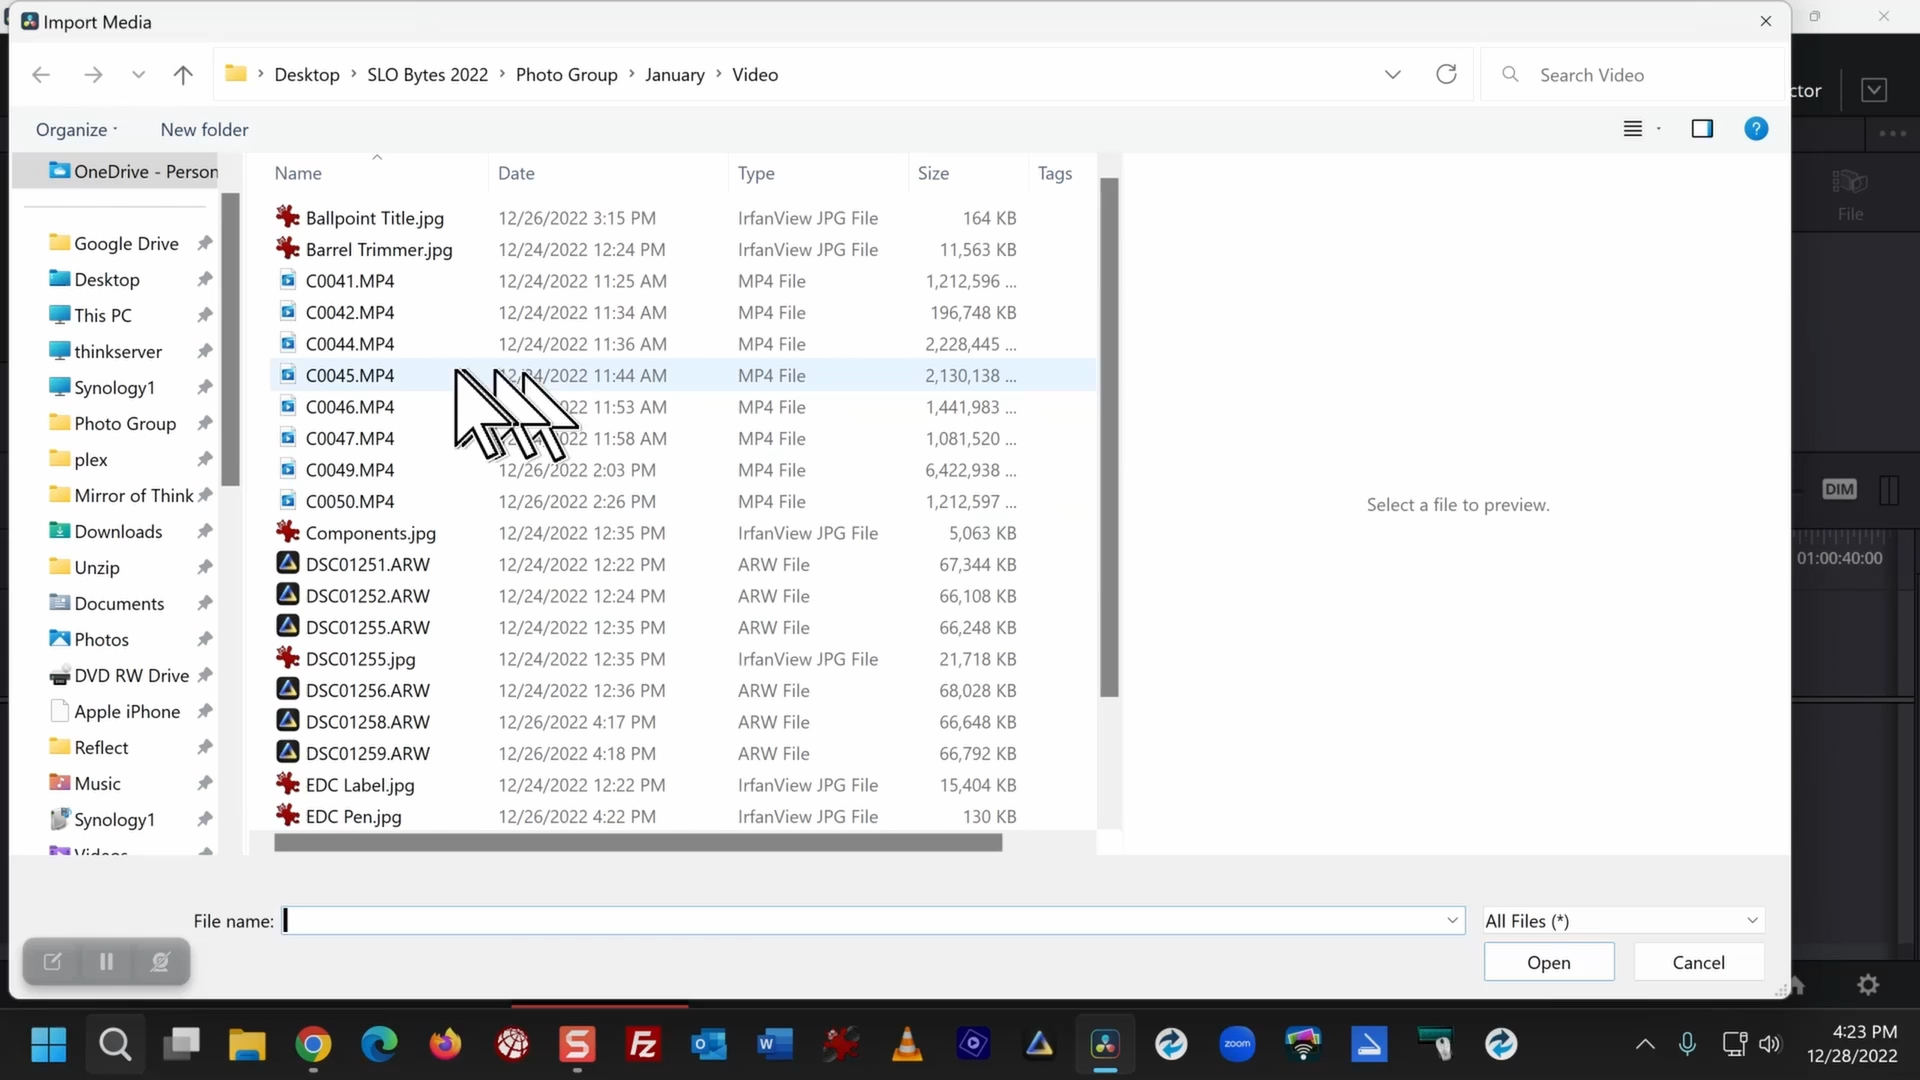 Import Media
Desktop > SLO Bytes 2022 > Photo Group > January > Video
Search Video
ctor
Organize
New folder
?
OneDrive - Person
Google Drive
Desktop
This PC
thinkserver
Synology1
Photo Group
plex
Mirror of Think
Downloads
Unzip
Documents
Photos
DVD RW Drive
Apple iPhone
Reflect
Music
Synology1
Videos
Name Date Type Size Tags
Ballpoint Title.jpg 12/26/2022 3:15 PM IrfanView JPG File 164 KB
Barrel Trimmer.jpg 12/24/2022 12:24 PM IrfanView JPG File 11,563 KB
C0041.MP4 12/24/2022 11:25 AM MP4 File 1,212,596 ...
C0042.MP4 12/24/2022 11:34 AM MP4 File 196,748 KB
C0044.MP4 12/24/2022 11:36 AM MP4 File 2,228,445 ...
C0045.MP4 /2022 11:44 AM MP4 File 2,130,138 ...
C0046.MP4 022 11:53 AM MP4 File 1,441,983 ...
C0047.MP4 022 11:58 AM MP4 File 1,081,520 ...
C0049.MP4 12/26/2022 2:03 PM MP4 File 6,422,938 ...
C0050.MP4 12/26/2022 2:26 PM MP4 File 1,212,597 ...
Components.jpg 12/24/2022 12:35 PM IrfanView JPG File 5,063 KB
DSC01251.ARW 12/24/2022 12:22 PM ARW File 67,344 KB
DSC01252.ARW 12/24/2022 12:24 PM ARW File 66,108 KB
DSC01255.ARW 12/24/2022 12:35 PM ARW File 66,248 KB
DSC01255.jpg 12/24/2022 12:35 PM IrfanView JPG File 21,718 KB
DSC01256.ARW 12/24/2022 12:36 PM ARW File 68,028 KB
DSC01258.ARW 12/26/2022 4:17 PM ARW File 66,648 KB
DSC01259.ARW 12/26/2022 4:18 PM ARW File 66,792 KB
EDC Label.jpg 12/24/2022 12:22 PM IrfanView JPG File 15,404 KB
EDC Pen.jpg 12/26/2022 4:22 PM IrfanView JPG File 130 KB
Select a file to preview.
File
DIM
01:00:40:00
File name:
All Files (*)
Open
Cancel
zoom
4:23 PM
12/28/2022